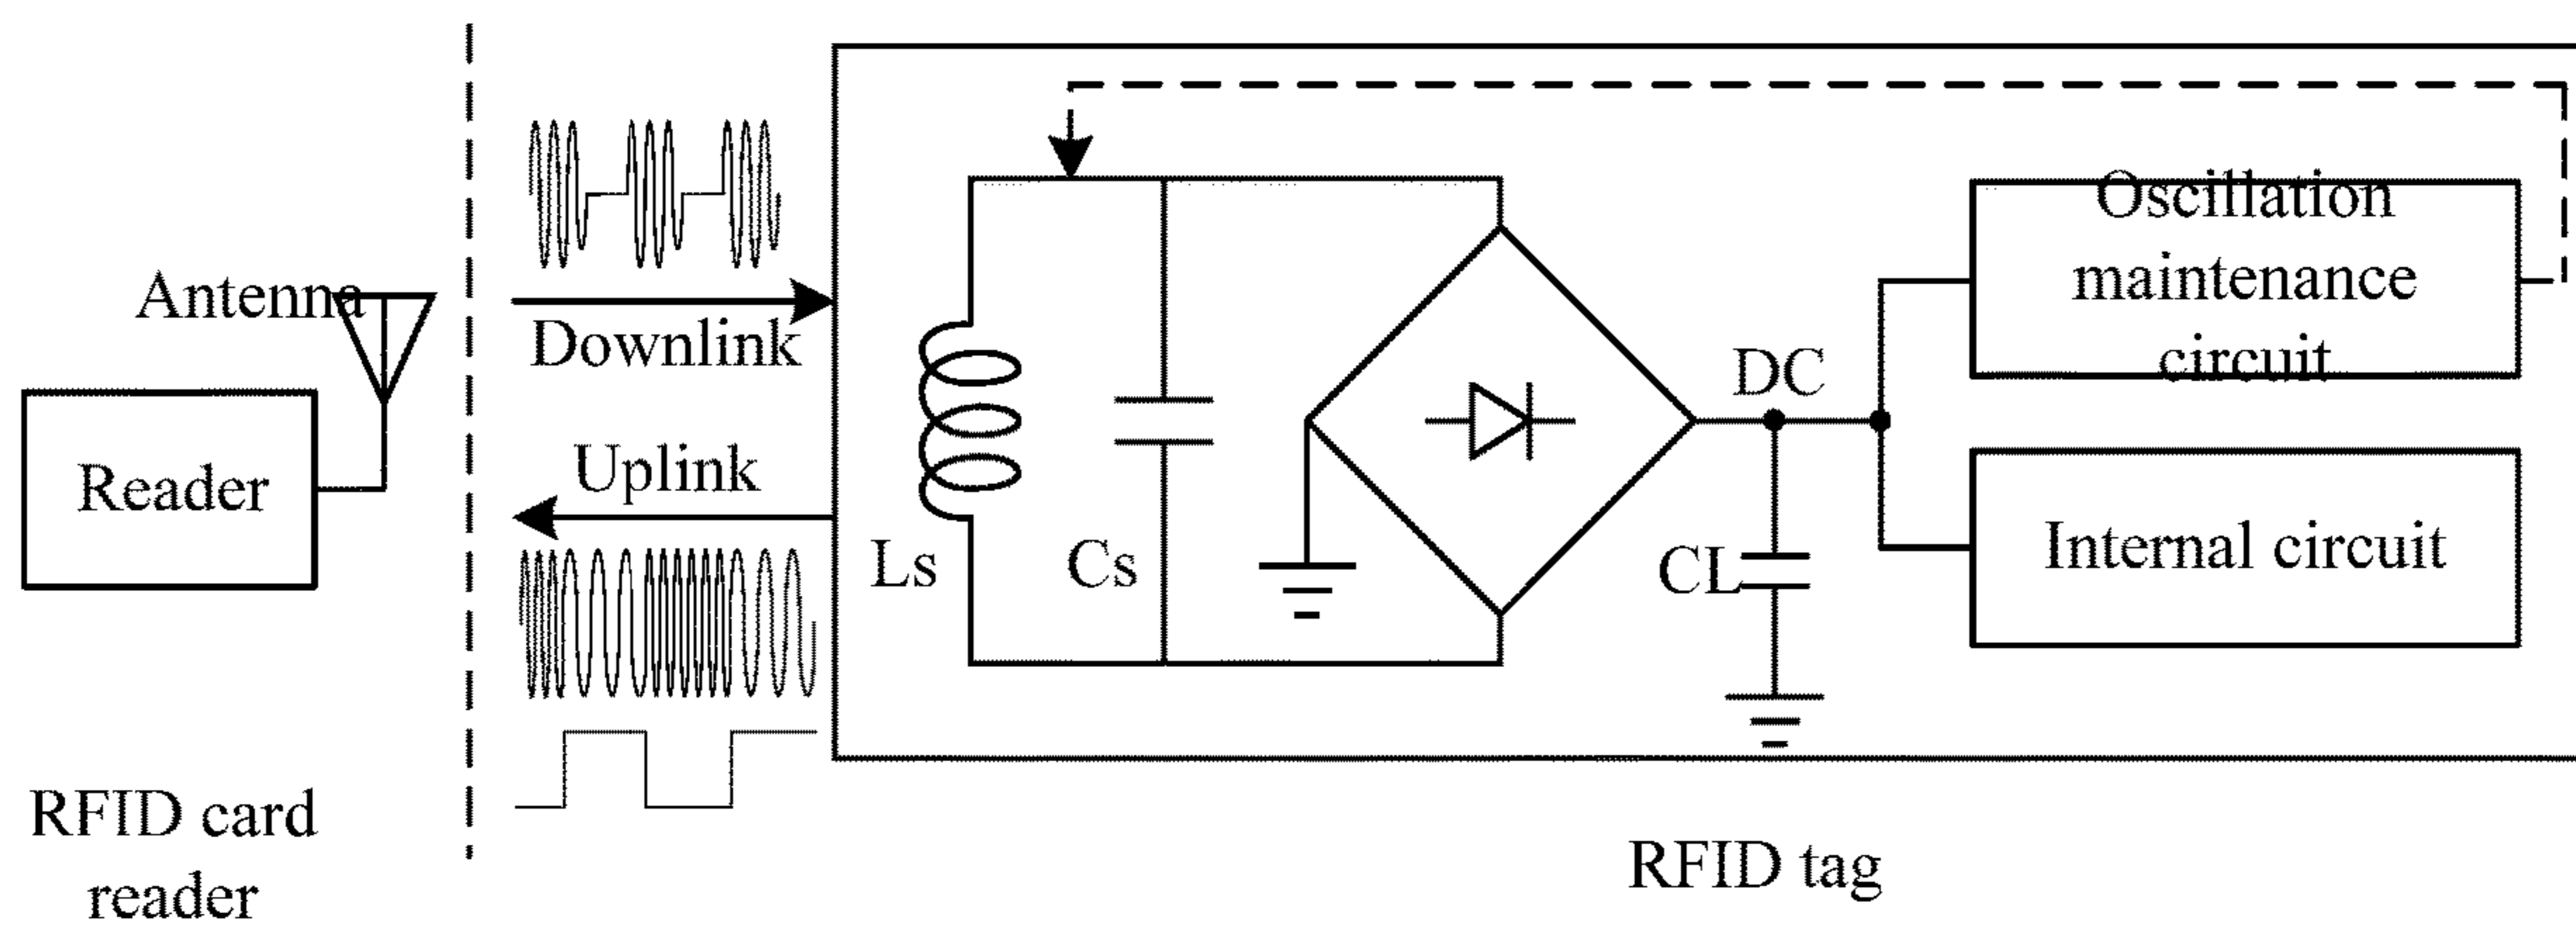 Antenna
Reader
RFID card
reader
Downlink
Uplink
Ls
Cs
DC
CL
Oscillation
maintenance
circuit
Internal circuit
RFID tag